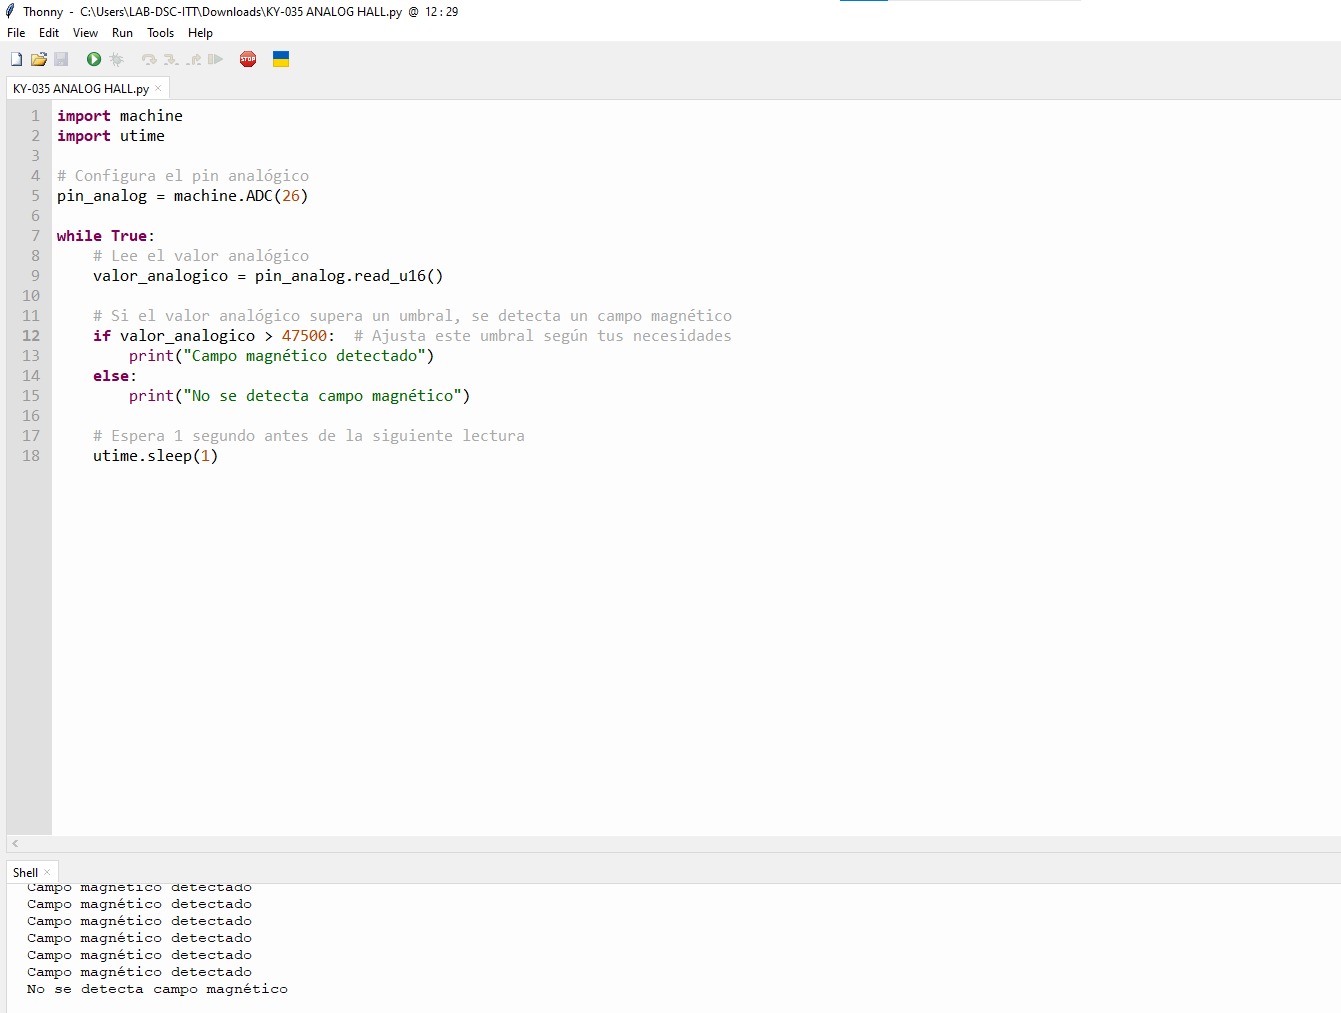 Thonny - C:\Users\LAB-DSC-ITT\Downloads\KY-035 ANALOG HALL.py @ 12 : 29
File Edit View Run Tools Help
STOP
KY-035 ANALOG HALL.py ×
1 import machine
2 import utime
3
4 # Configura el pin analógico
5 pin_analog = machine.ADC(26)
6
7 while True:
8     # Lee el valor analógico
9     valor_analogico = pin_analog.read_u16()
10
11     # Si el valor analógico supera un umbral, se detecta un campo magnético
12     if valor_analogico > 47500:  # Ajusta este umbral según tus necesidades
13         print("Campo magnético detectado")
14     else:
15         print("No se detecta campo magnético")
16
17     # Espera 1 segundo antes de la siguiente lectura
18     utime.sleep(1)
Shell ×
Campo magnético detectado
Campo magnético detectado
Campo magnético detectado
Campo magnético detectado
Campo magnético detectado
Campo magnético detectado
No se detecta campo magnético